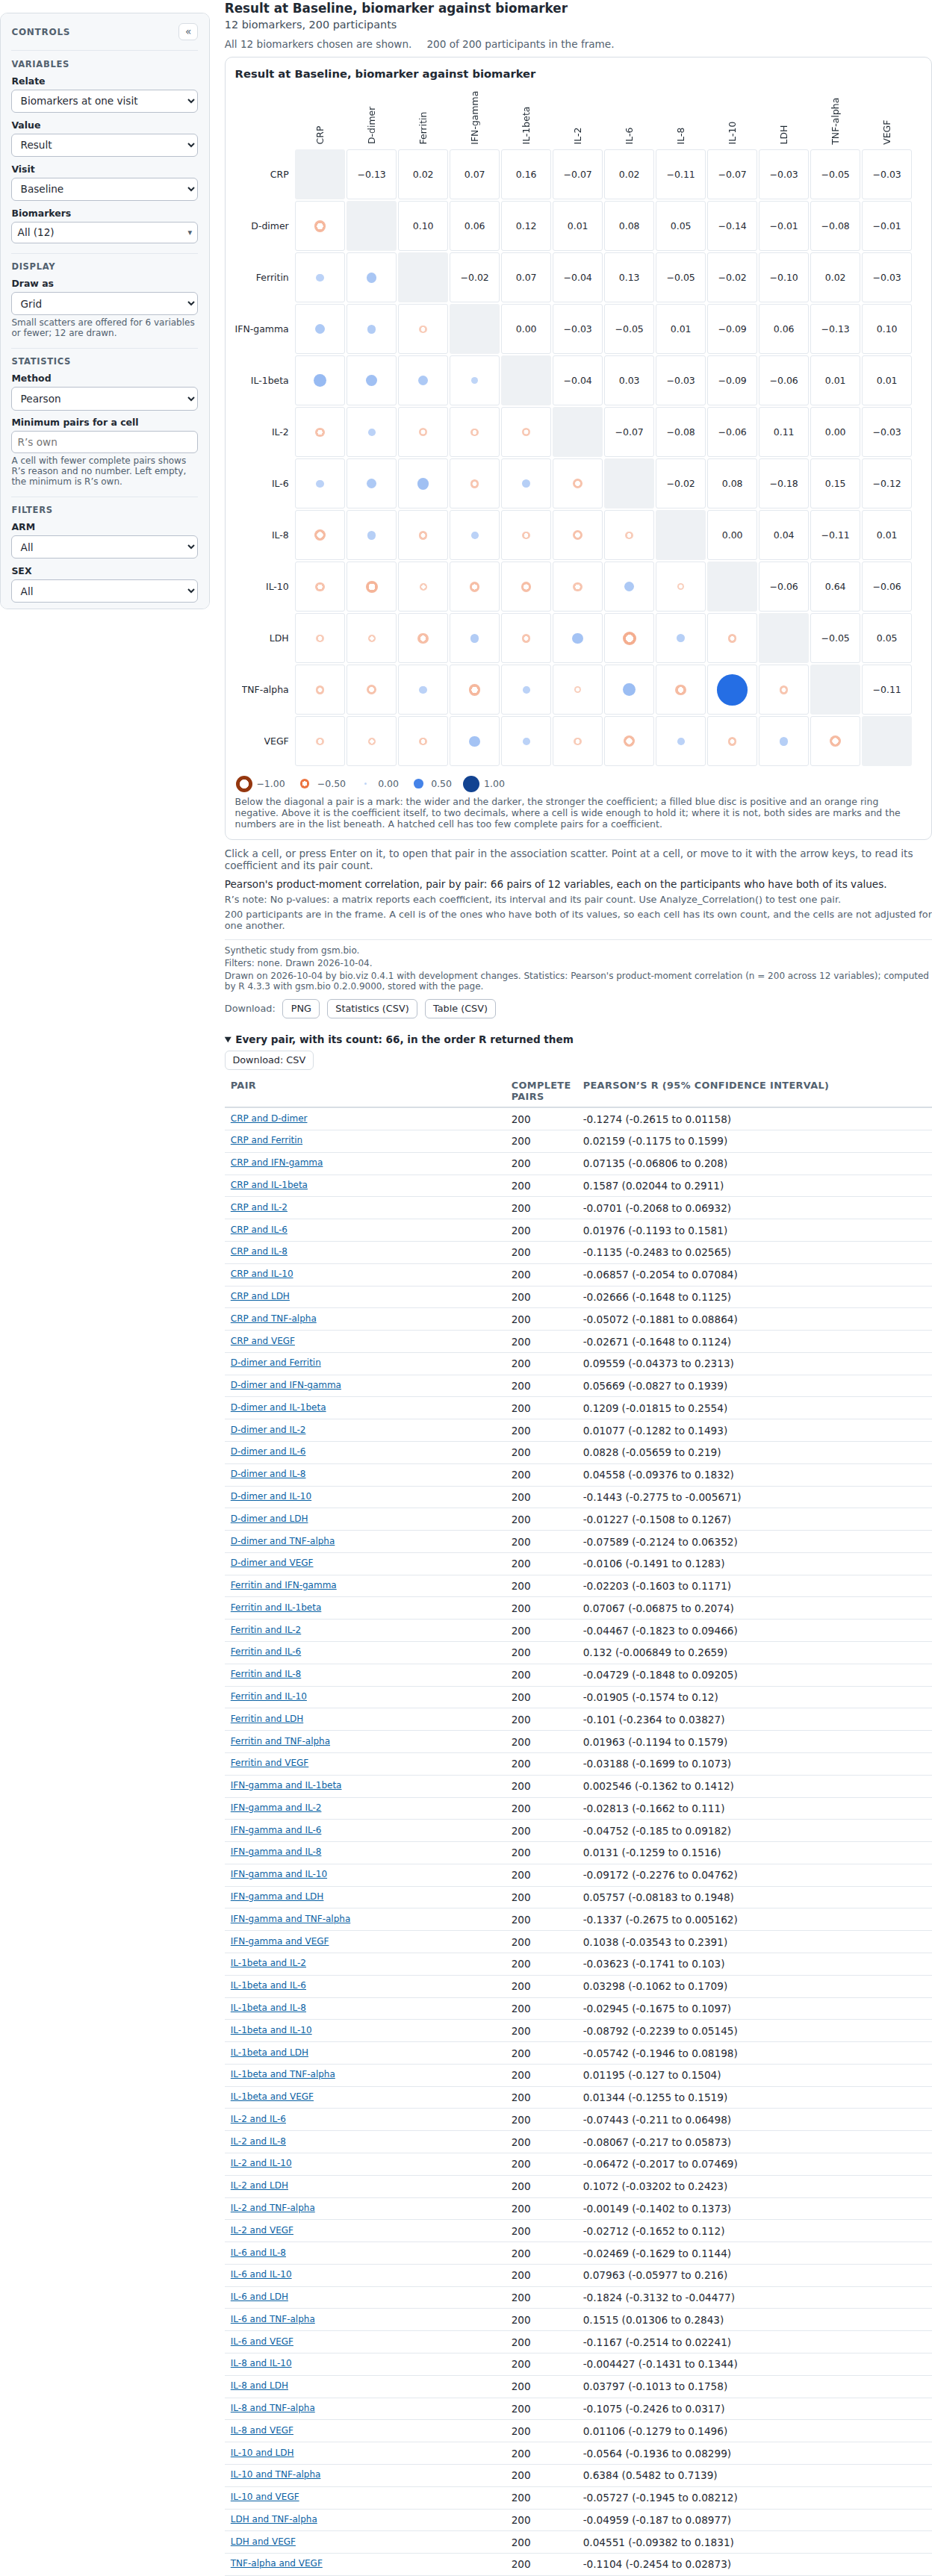 CONTROLS
«
VARIABLES
Relate
Biomarkers at one visit
Value
Result
Visit
Baseline
Biomarkers
All (12)
DISPLAY
Draw as
Grid
Small scatters are offered for 6 variables
or fewer; 12 are drawn.
STATISTICS
Method
Pearson
Minimum pairs for a cell
R's own
A cell with fewer complete pairs shows
R's reason and no number. Left empty,
the minimum is R's own.
FILTERS
ARM
All
SEX
All
Result at Baseline, biomarker against biomarker
12 biomarkers, 200 participants
All 12 biomarkers chosen are shown. 200 of 200 participants in the frame.
Result at Baseline, biomarker against biomarker
CRP D-dimer Ferritin IFN-gamma IL-1beta IL-2 IL-6 IL-8 IL-10 LDH TNF-alpha VEGF
CRP −0.13 0.02 0.07 0.16 −0.07 0.02 −0.11 −0.07 −0.03 −0.05 −0.03
D-dimer 0.10 0.06 0.12 0.01 0.08 0.05 −0.14 −0.01 −0.08 −0.01
Ferritin −0.02 0.07 −0.04 0.13 −0.05 −0.02 −0.10 0.02 −0.03
IFN-gamma 0.00 −0.03 −0.05 0.01 −0.09 0.06 −0.13 0.10
IL-1beta −0.04 0.03 −0.03 −0.09 −0.06 0.01 0.01
IL-2 −0.07 −0.08 −0.06 0.11 0.00 −0.03
IL-6 −0.02 0.08 −0.18 0.15 −0.12
IL-8 0.00 0.04 −0.11 0.01
IL-10 −0.06 0.64 −0.06
LDH −0.05 0.05
TNF-alpha −0.11
VEGF
−1.00 −0.50 0.00 0.50 1.00
Below the diagonal a pair is a mark: the wider and the darker, the stronger the coefficient; a filled blue disc is positive and an orange ring
negative. Above it is the coefficient itself, to two decimals, where a cell is wide enough to hold it; where it is not, both sides are marks and the
numbers are in the list beneath. A hatched cell has too few complete pairs for a coefficient.
Click a cell, or press Enter on it, to open that pair in the association scatter. Point at a cell, or move to it with the arrow keys, to read its
coefficient and its pair count.
Pearson's product-moment correlation, pair by pair: 66 pairs of 12 variables, each on the participants who have both of its values.
R's note: No p-values: a matrix reports each coefficient, its interval and its pair count. Use Analyze_Correlation() to test one pair.
200 participants are in the frame. A cell is of the ones who have both of its values, so each cell has its own count, and the cells are not adjusted for
one another.
Synthetic study from gsm.bio.
Filters: none. Drawn 2026-10-04.
Drawn on 2026-10-04 by bio.viz 0.4.1 with development changes. Statistics: Pearson's product-moment correlation (n = 200 across 12 variables); computed
by R 4.3.3 with gsm.bio 0.2.0.9000, stored with the page.
Download: PNG Statistics (CSV) Table (CSV)
▼ Every pair, with its count: 66, in the order R returned them
Download: CSV
PAIR COMPLETE PAIRS PEARSON'S R (95% CONFIDENCE INTERVAL)
CRP and D-dimer 200 -0.1274 (-0.2615 to 0.01158)
CRP and Ferritin 200 0.02159 (-0.1175 to 0.1599)
CRP and IFN-gamma 200 0.07135 (-0.06806 to 0.208)
CRP and IL-1beta 200 0.1587 (0.02044 to 0.2911)
CRP and IL-2 200 -0.0701 (-0.2068 to 0.06932)
CRP and IL-6 200 0.01976 (-0.1193 to 0.1581)
CRP and IL-8 200 -0.1135 (-0.2483 to 0.02565)
CRP and IL-10 200 -0.06857 (-0.2054 to 0.07084)
CRP and LDH 200 -0.02666 (-0.1648 to 0.1125)
CRP and TNF-alpha 200 -0.05072 (-0.1881 to 0.08864)
CRP and VEGF 200 -0.02671 (-0.1648 to 0.1124)
D-dimer and Ferritin 200 0.09559 (-0.04373 to 0.2313)
D-dimer and IFN-gamma 200 0.05669 (-0.0827 to 0.1939)
D-dimer and IL-1beta 200 0.1209 (-0.01815 to 0.2554)
D-dimer and IL-2 200 0.01077 (-0.1282 to 0.1493)
D-dimer and IL-6 200 0.0828 (-0.05659 to 0.219)
D-dimer and IL-8 200 0.04558 (-0.09376 to 0.1832)
D-dimer and IL-10 200 -0.1443 (-0.2775 to -0.005671)
D-dimer and LDH 200 -0.01227 (-0.1508 to 0.1267)
D-dimer and TNF-alpha 200 -0.07589 (-0.2124 to 0.06352)
D-dimer and VEGF 200 -0.0106 (-0.1491 to 0.1283)
Ferritin and IFN-gamma 200 -0.02203 (-0.1603 to 0.1171)
Ferritin and IL-1beta 200 0.07067 (-0.06875 to 0.2074)
Ferritin and IL-2 200 -0.04467 (-0.1823 to 0.09466)
Ferritin and IL-6 200 0.132 (-0.006849 to 0.2659)
Ferritin and IL-8 200 -0.04729 (-0.1848 to 0.09205)
Ferritin and IL-10 200 -0.01905 (-0.1574 to 0.12)
Ferritin and LDH 200 -0.101 (-0.2364 to 0.03827)
Ferritin and TNF-alpha 200 0.01963 (-0.1194 to 0.1579)
Ferritin and VEGF 200 -0.03188 (-0.1699 to 0.1073)
IFN-gamma and IL-1beta 200 0.002546 (-0.1362 to 0.1412)
IFN-gamma and IL-2 200 -0.02813 (-0.1662 to 0.111)
IFN-gamma and IL-6 200 -0.04752 (-0.185 to 0.09182)
IFN-gamma and IL-8 200 0.0131 (-0.1259 to 0.1516)
IFN-gamma and IL-10 200 -0.09172 (-0.2276 to 0.04762)
IFN-gamma and LDH 200 0.05757 (-0.08183 to 0.1948)
IFN-gamma and TNF-alpha 200 -0.1337 (-0.2675 to 0.005162)
IFN-gamma and VEGF 200 0.1038 (-0.03543 to 0.2391)
IL-1beta and IL-2 200 -0.03623 (-0.1741 to 0.103)
IL-1beta and IL-6 200 0.03298 (-0.1062 to 0.1709)
IL-1beta and IL-8 200 -0.02945 (-0.1675 to 0.1097)
IL-1beta and IL-10 200 -0.08792 (-0.2239 to 0.05145)
IL-1beta and LDH 200 -0.05742 (-0.1946 to 0.08198)
IL-1beta and TNF-alpha 200 0.01195 (-0.127 to 0.1504)
IL-1beta and VEGF 200 0.01344 (-0.1255 to 0.1519)
IL-2 and IL-6 200 -0.07443 (-0.211 to 0.06498)
IL-2 and IL-8 200 -0.08067 (-0.217 to 0.05873)
IL-2 and IL-10 200 -0.06472 (-0.2017 to 0.07469)
IL-2 and LDH 200 0.1072 (-0.03202 to 0.2423)
IL-2 and TNF-alpha 200 -0.00149 (-0.1402 to 0.1373)
IL-2 and VEGF 200 -0.02712 (-0.1652 to 0.112)
IL-6 and IL-8 200 -0.02469 (-0.1629 to 0.1144)
IL-6 and IL-10 200 0.07963 (-0.05977 to 0.216)
IL-6 and LDH 200 -0.1824 (-0.3132 to -0.04477)
IL-6 and TNF-alpha 200 0.1515 (0.01306 to 0.2843)
IL-6 and VEGF 200 -0.1167 (-0.2514 to 0.02241)
IL-8 and IL-10 200 -0.004427 (-0.1431 to 0.1344)
IL-8 and LDH 200 0.03797 (-0.1013 to 0.1758)
IL-8 and TNF-alpha 200 -0.1075 (-0.2426 to 0.0317)
IL-8 and VEGF 200 0.01106 (-0.1279 to 0.1496)
IL-10 and LDH 200 -0.0564 (-0.1936 to 0.08299)
IL-10 and TNF-alpha 200 0.6384 (0.5482 to 0.7139)
IL-10 and VEGF 200 -0.05727 (-0.1945 to 0.08212)
LDH and TNF-alpha 200 -0.04959 (-0.187 to 0.08977)
LDH and VEGF 200 0.04551 (-0.09382 to 0.1831)
TNF-alpha and VEGF 200 -0.1104 (-0.2454 to 0.02873)